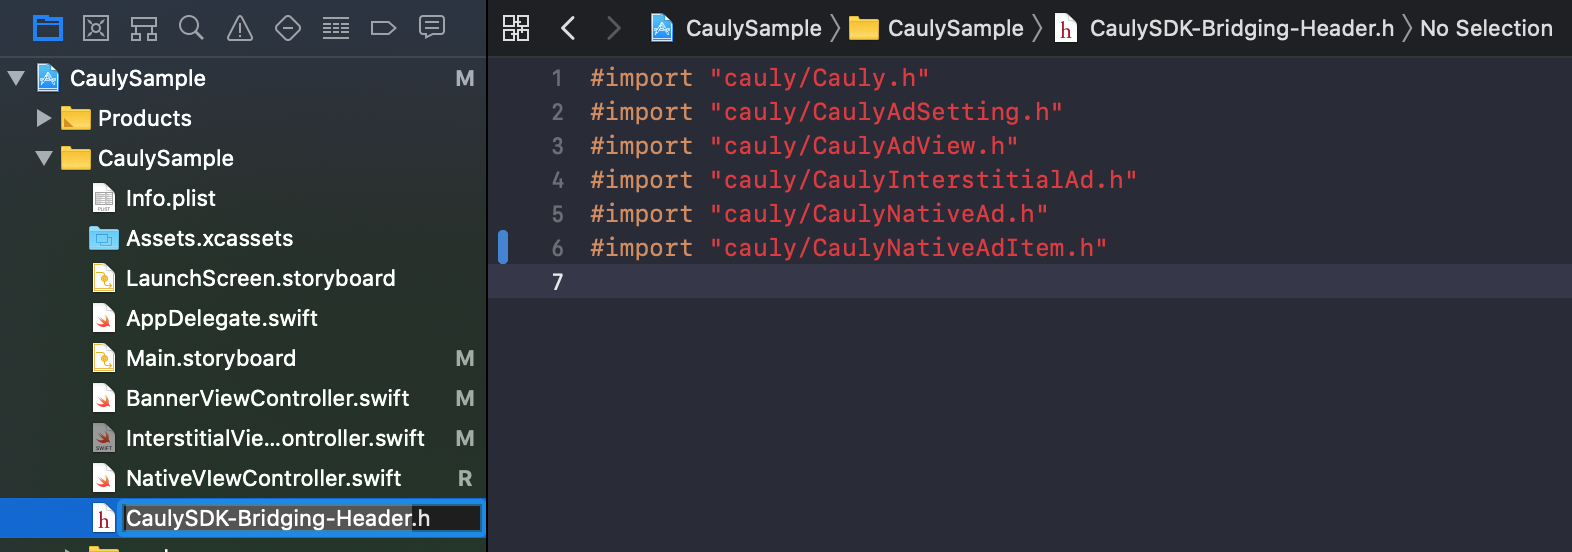 CaulySample 〉 CaulySample 〉 CaulySDK-Bridging-Header.h 〉 No Selection
CaulySample M
Products
CaulySample
Info.plist
Assets.xcassets
LaunchScreen.storyboard
AppDelegate.swift
Main.storyboard M
BannerViewController.swift M
InterstitialVie...ontroller.swift M
NativeVIewController.swift R
CaulySDK-Bridging-Header.h
1 #import "cauly/Cauly.h"
2 #import "cauly/CaulyAdSetting.h"
3 #import "cauly/CaulyAdView.h"
4 #import "cauly/CaulyInterstitialAd.h"
5 #import "cauly/CaulyNativeAd.h"
6 #import "cauly/CaulyNativeAdItem.h"
7